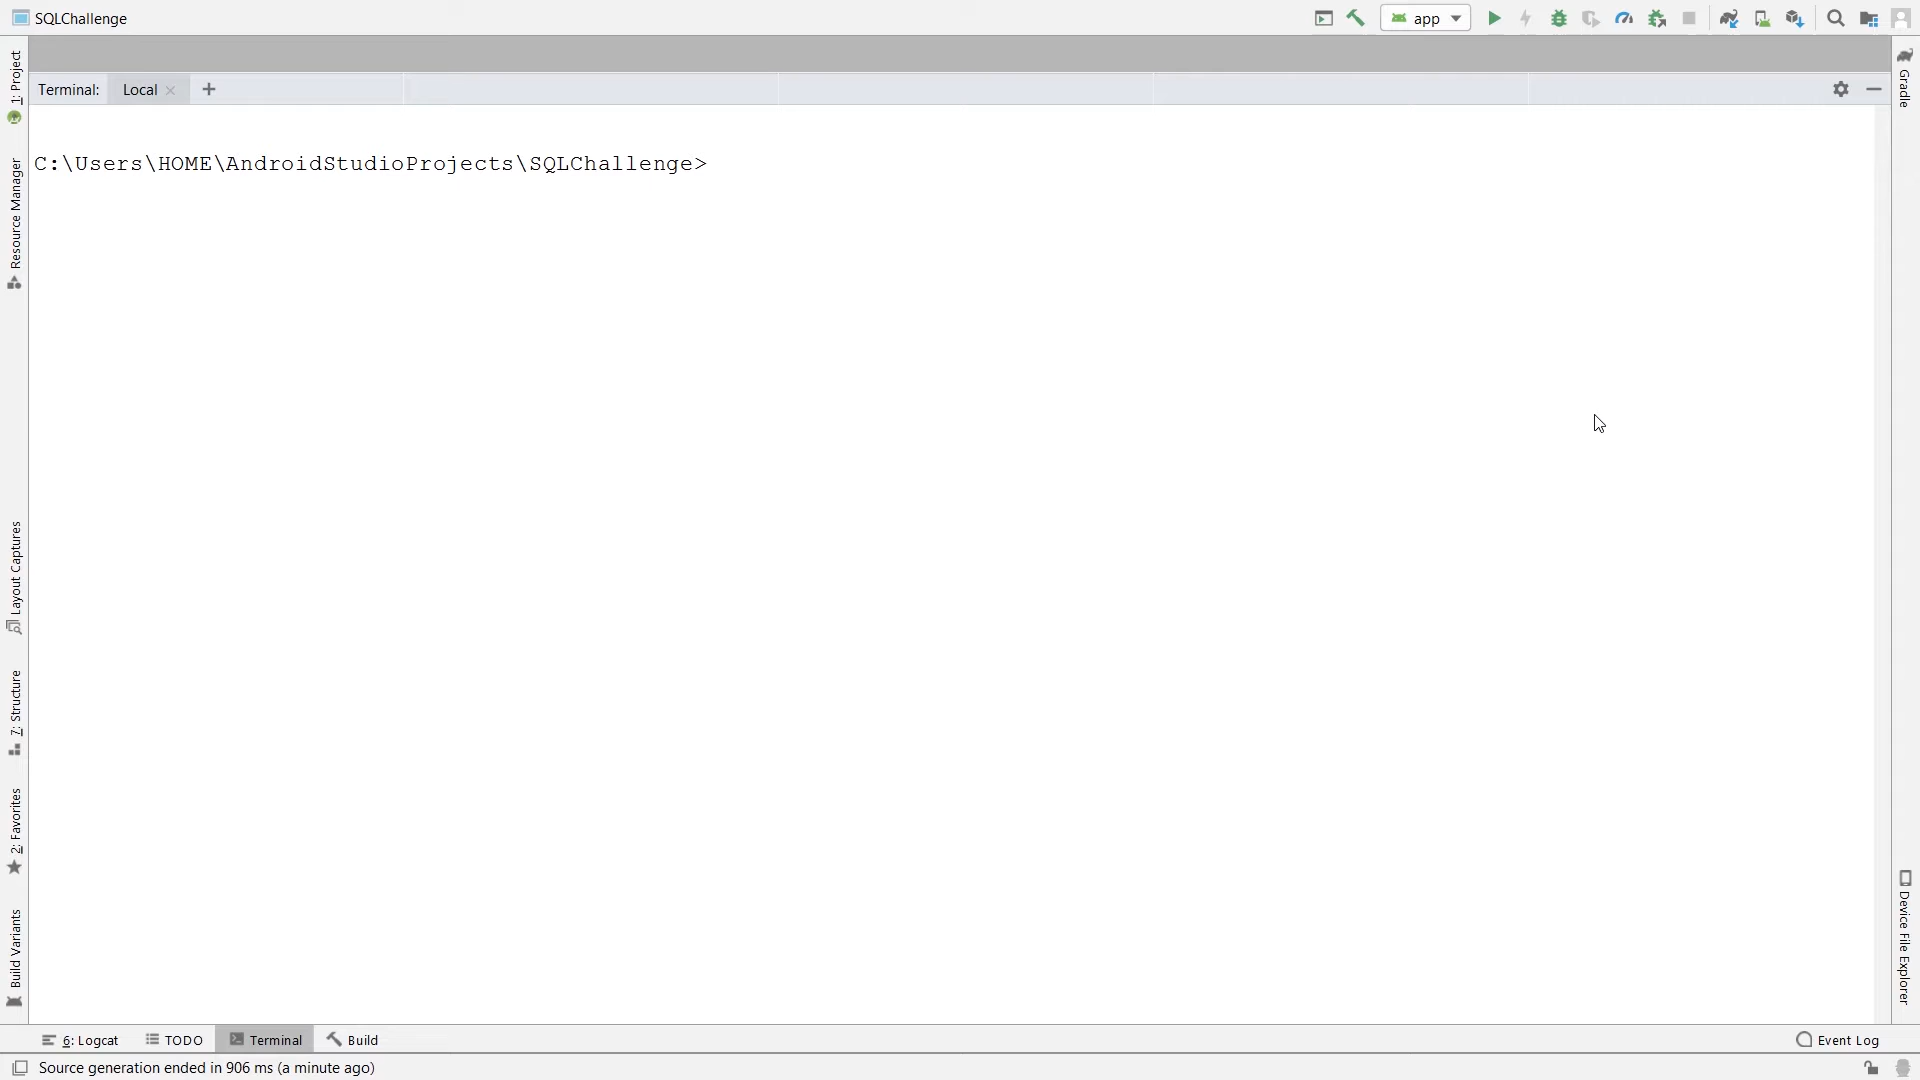 SQLChallenge
app
1: Project
Resource Manager
Layout Captures
7: Structure
2: Favorites
Build Variants
Terminal:
Local
C:\Users\HOME\AndroidStudioProjects\SQLChallenge>
Gradle
Device File Explorer
6: Logcat
TODO
Terminal
Build
Event Log
Source generation ended in 906 ms (a minute ago)